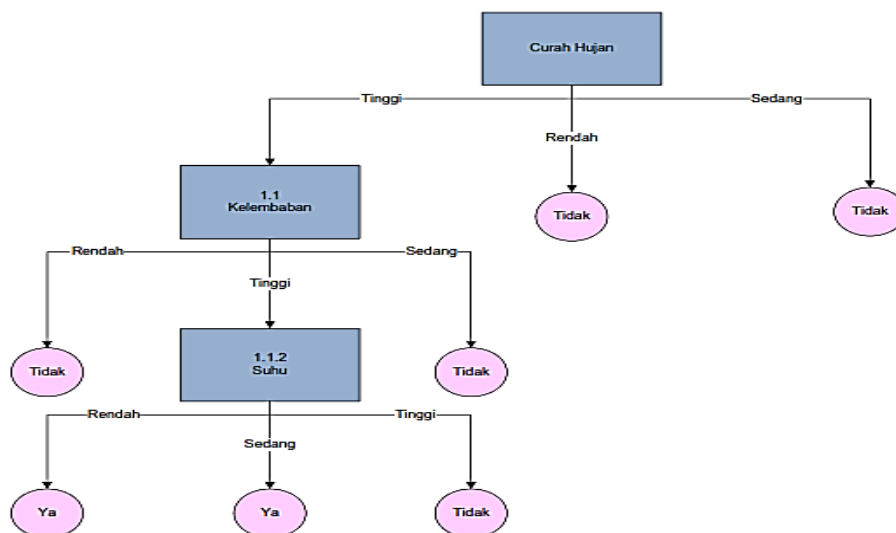 Curah Hujan
Tinggi
Sedang
Rendah
1.1
Kelembaban
Tidak
Tidak
Rendah
Sedang
Tinggi
Tidak
1.1.2
Suhu
Tidak
Rendah
Tinggi
Sedang
Ya
Ya
Tidak